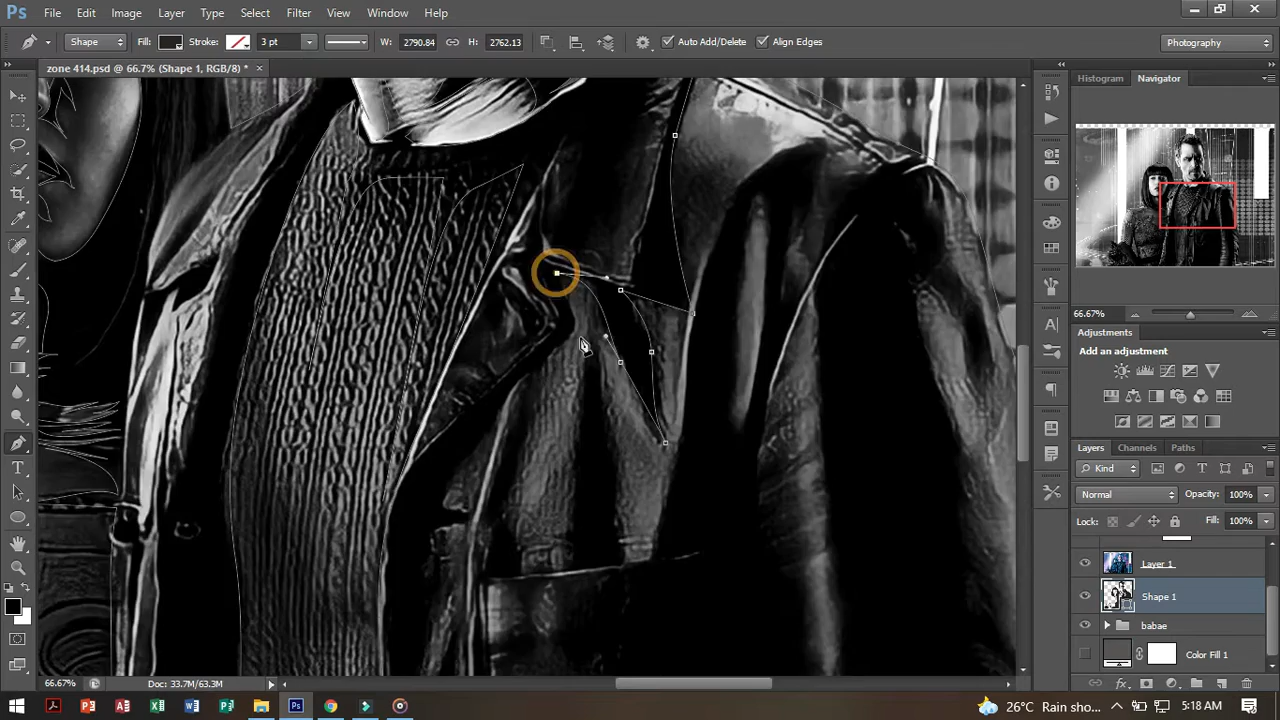 Ps File Edit Image Layer Type Select Filter View Window Help
Shape Fill: Stroke: 3 pt W: 2790.84 H: 2762.13 Auto Add/Delete Align Edges Photography
zone 414.psd @ 66.7% (Shape 1, RGB/8) * ×
Histogram Navigator
66.67%
Adjustments
Add an adjustment
Layers Channels Paths
Kind
Normal Opacity: 100%
Lock: Fill: 100%
Layer 1
Shape 1
babae
Color Fill 1
66.67% Doc: 33.7M/63.3M
26°C Rain sho... 5:18 AM